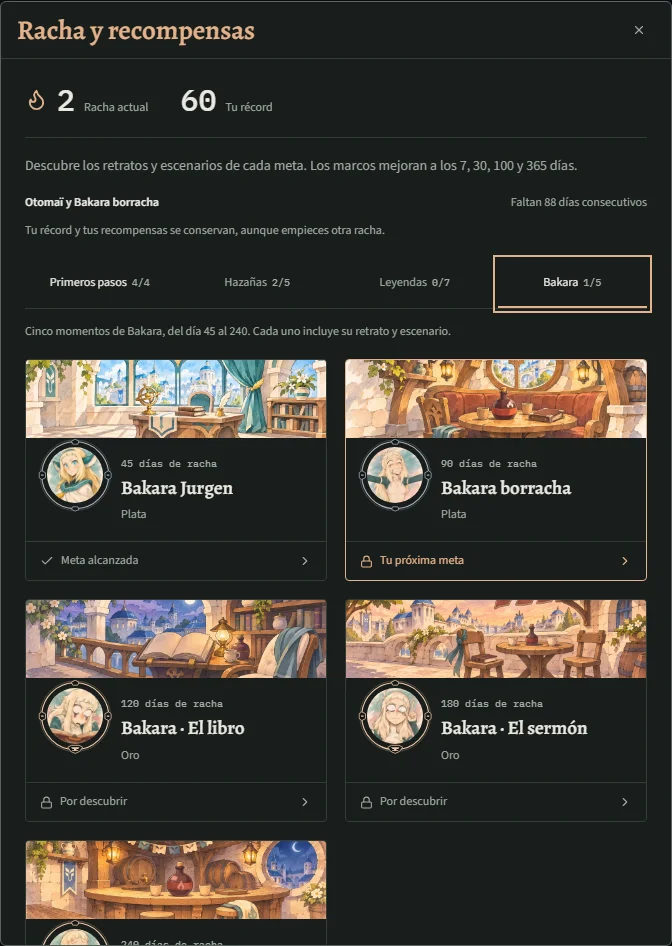 Racha y recompensas
2 Racha actual 60 Tu récord
Descubre los retratos y escenarios de cada meta. Los marcos mejoran a los 7, 30, 100 y 365 días.
Otomaï y Bakara borracha Faltan 88 días consecutivos
Tu récord y tus recompensas se conservan, aunque empieces otra racha.
Primeros pasos 4/4 Hazañas 2/5 Leyendas 0/7 Bakara 1/5
Cinco momentos de Bakara, del día 45 al 240. Cada uno incluye su retrato y escenario.
45 días de racha
Bakara Jurgen
Plata
Meta alcanzada
90 días de racha
Bakara borracha
Plata
Tu próxima meta
120 días de racha
Bakara · El libro
Oro
Por descubrir
180 días de racha
Bakara · El sermón
Oro
Por descubrir
240 días de racha